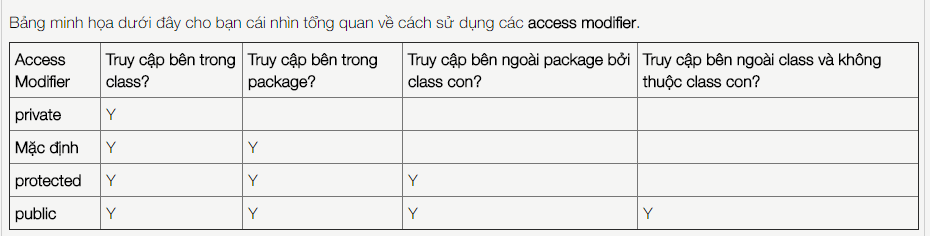 Bảng minh họa dưới đây cho bạn cái nhìn tổng quan về cách sử dụng các access modifier.
Access Modifier | Truy cập bên trong class? | Truy cập bên trong package? | Truy cập bên ngoài package bởi class con? | Truy cập bên ngoài class và không thuộc class con?
private | Y
Mặc định | Y | Y
protected | Y | Y | Y
public | Y | Y | Y | Y